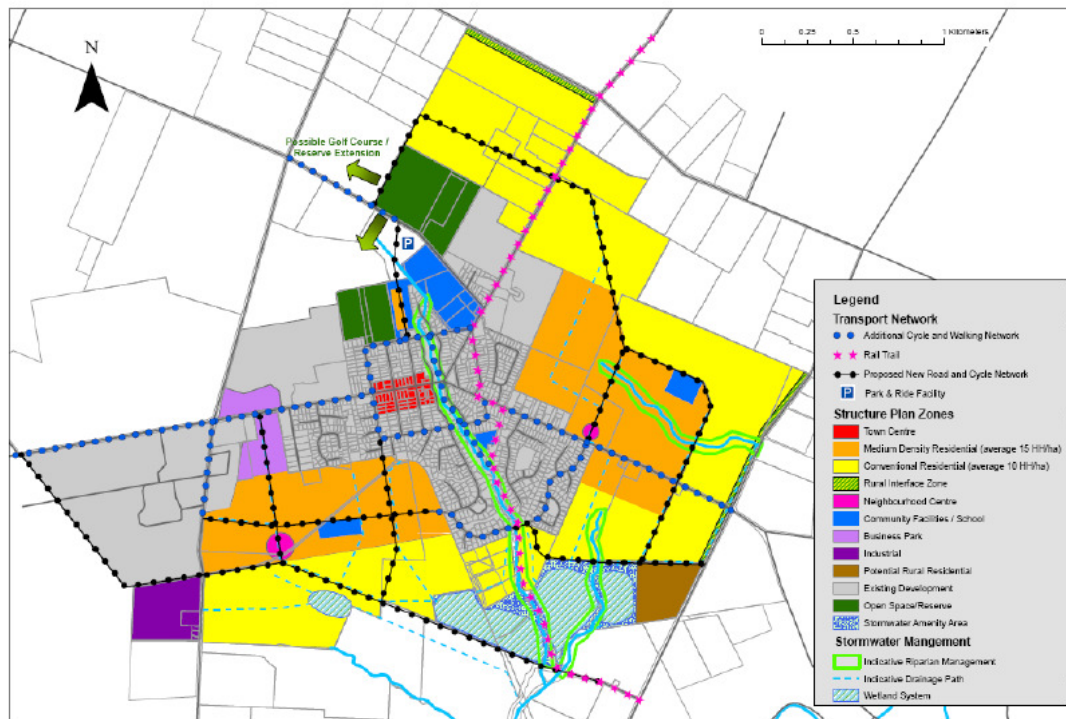 N
0 0.25 0.5 1 Kilometers
Possible Golf Course /
Reserve Extension
P
Legend
Transport Network
Additional Cycle and Walking Network
Rail Trail
Proposed New Road and Cycle Network
P Park & Ride Facility
Structure Plan Zones
Town Centre
Medium Density Residential (average 15 HH/ha)
Conventional Residential (average 10 HH/ha)
Rural Interface Zone
Neighbourhood Centre
Community Facilities / School
Business Park
Industrial
Potential Rural Residential
Existing Development
Open Space/Reserve
Stormwater Amenity Area
Stormwater Mangement
Indicative Riparian Management
Indicative Drainage Path
Wetland System